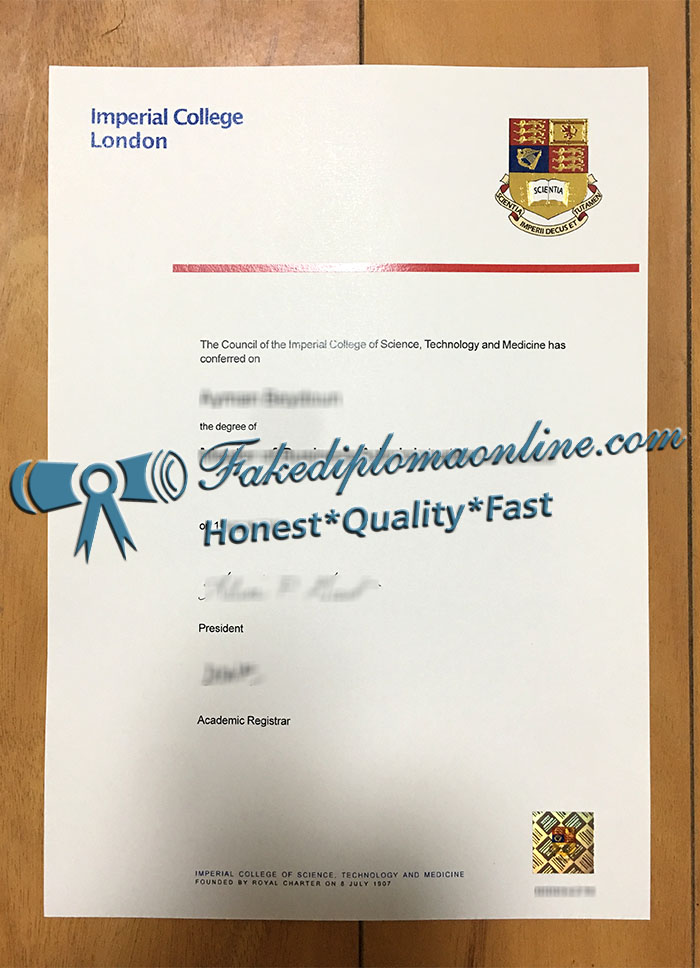 Imperial College
London
SCIENTIA
SCIENTIA IMPERII DECUS ET TUTAMEN
The Council of the Imperial College of Science, Technology and Medicine has
conferred on
the degree of
Fakediplomaonline.com
Honest*Quality*Fast
President
Academic Registrar
IMPERIAL COLLEGE OF SCIENCE, TECHNOLOGY AND MEDICINE
FOUNDED BY ROYAL CHARTER ON 8 JULY 1907